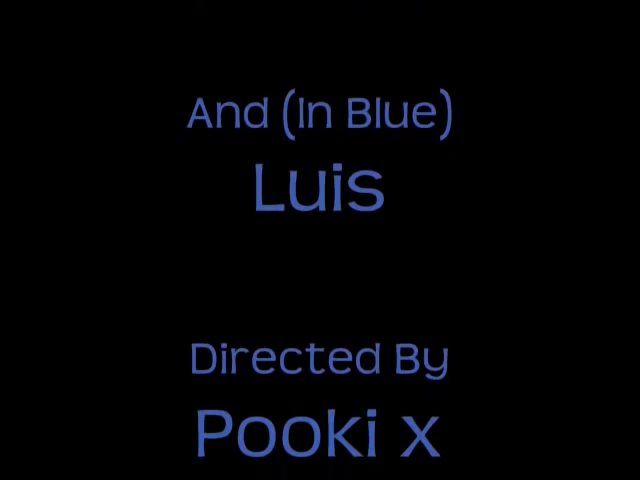 And (In Blue)
Luis
Directed By
Pooki x